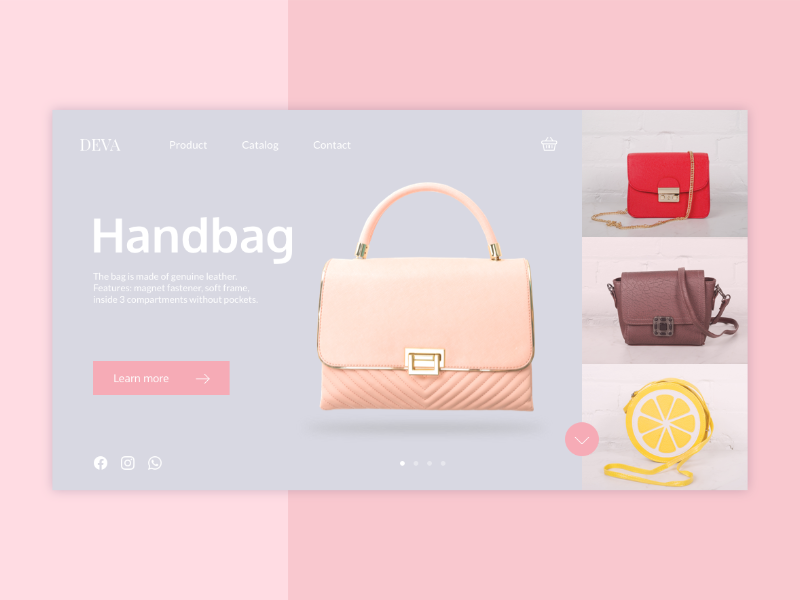 DEVA
Product
Catalog
Contact
Handbag
The bag is made of genuine leather.
Features: magnet fastener, soft frame,
inside 3 compartments without pockets.
Learn more